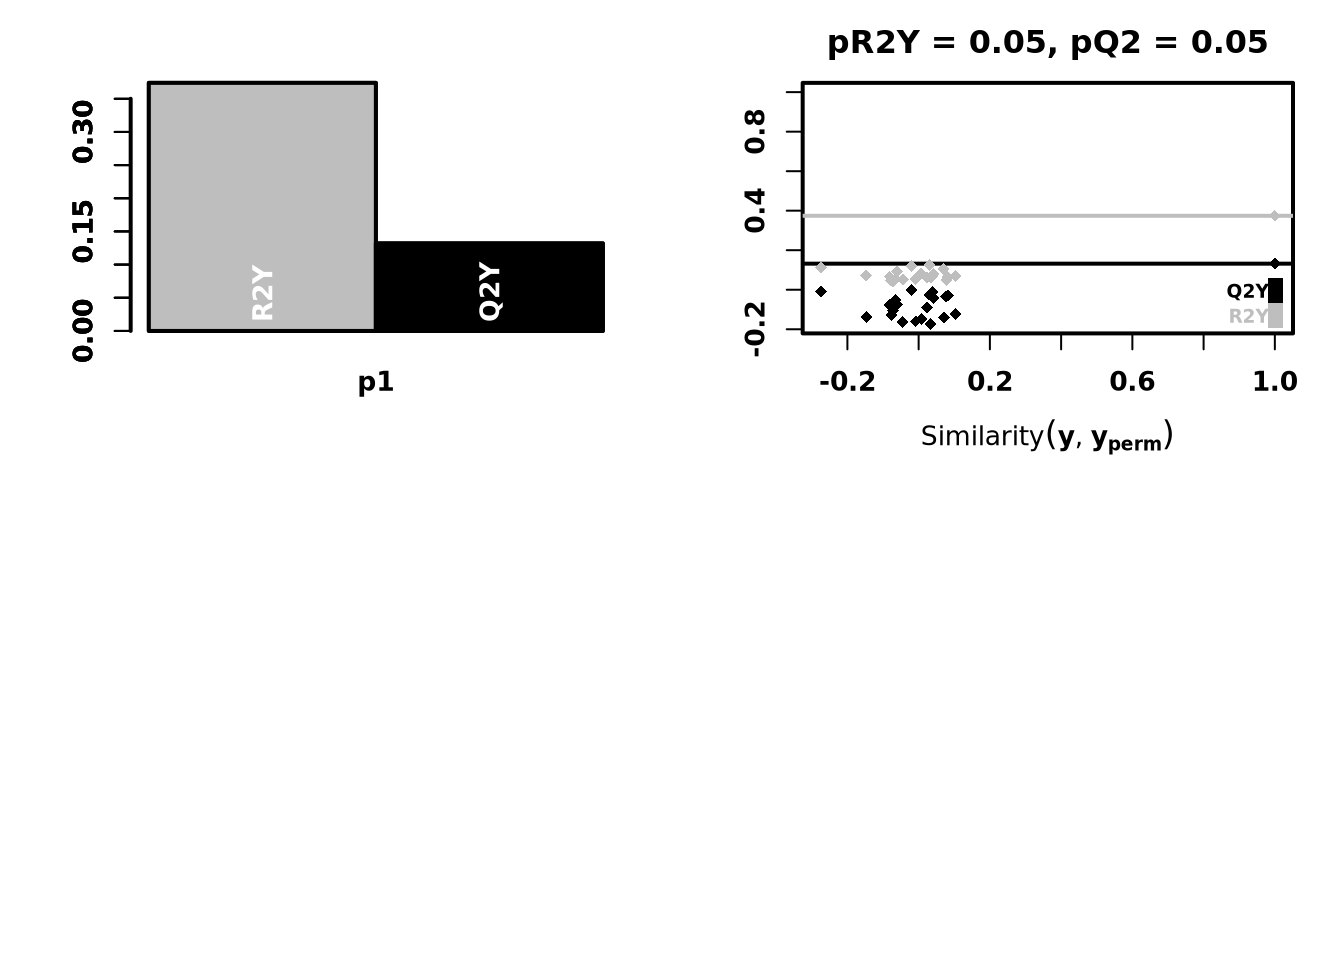 0.30
0.15
0.00
R2Y
Q2Y
p1
pR2Y = 0.05, pQ2 = 0.05
0.8
0.4
-0.2
Q2Y
R2Y
-0.2 0.2 0.6 1.0
Similarity(y, yperm)